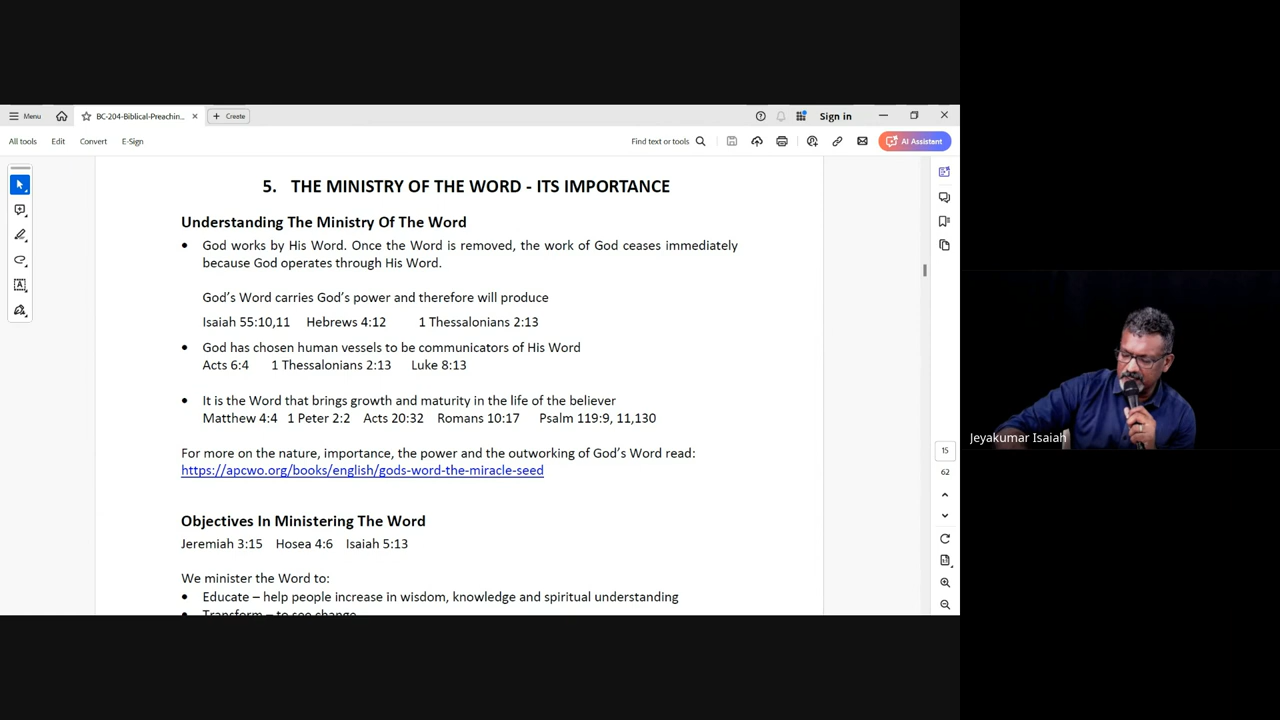 Menu
BC-204-Biblical-Preachin...
Create
Sign in
All tools Edit Convert E-Sign
Find text or tools
AI Assistant
5. THE MINISTRY OF THE WORD - ITS IMPORTANCE
Understanding The Ministry Of The Word
• God works by His Word. Once the Word is removed, the work of God ceases immediately
because God operates through His Word.
God's Word carries God's power and therefore will produce
Isaiah 55:10,11 Hebrews 4:12 1 Thessalonians 2:13
• God has chosen human vessels to be communicators of His Word
Acts 6:4 1 Thessalonians 2:13 Luke 8:13
• It is the Word that brings growth and maturity in the life of the believer
Matthew 4:4 1 Peter 2:2 Acts 20:32 Romans 10:17 Psalm 119:9, 11,130
For more on the nature, importance, the power and the outworking of God's Word read:
https://apcwo.org/books/english/gods-word-the-miracle-seed
Objectives In Ministering The Word
Jeremiah 3:15 Hosea 4:6 Isaiah 5:13
We minister the Word to:
• Educate – help people increase in wisdom, knowledge and spiritual understanding
• Transform – to see change
15
62
Jeyakumar Isaiah